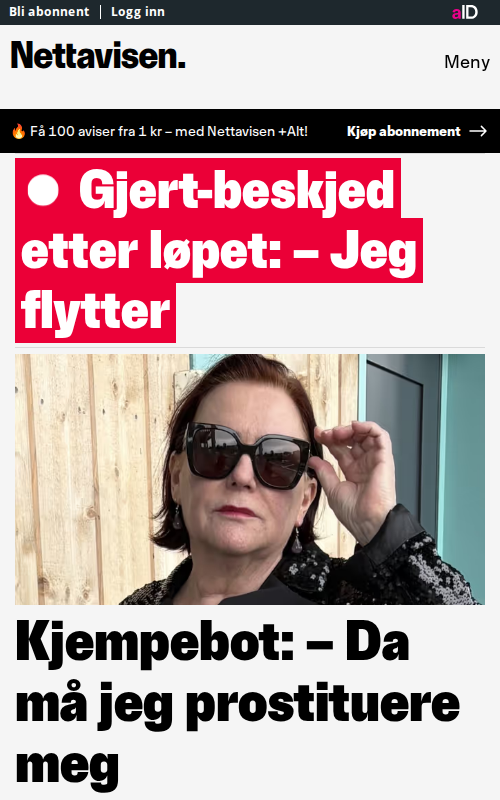 Bli abonnent | Logg inn
aID
Nettavisen.
Meny
🔥 Få 100 aviser fra 1 kr – med Nettavisen +Alt!
Kjøp abonnement →
Gjert-beskjed
etter løpet: – Jeg
flytter
Kjempebot: – Da
må jeg prostituere
meg